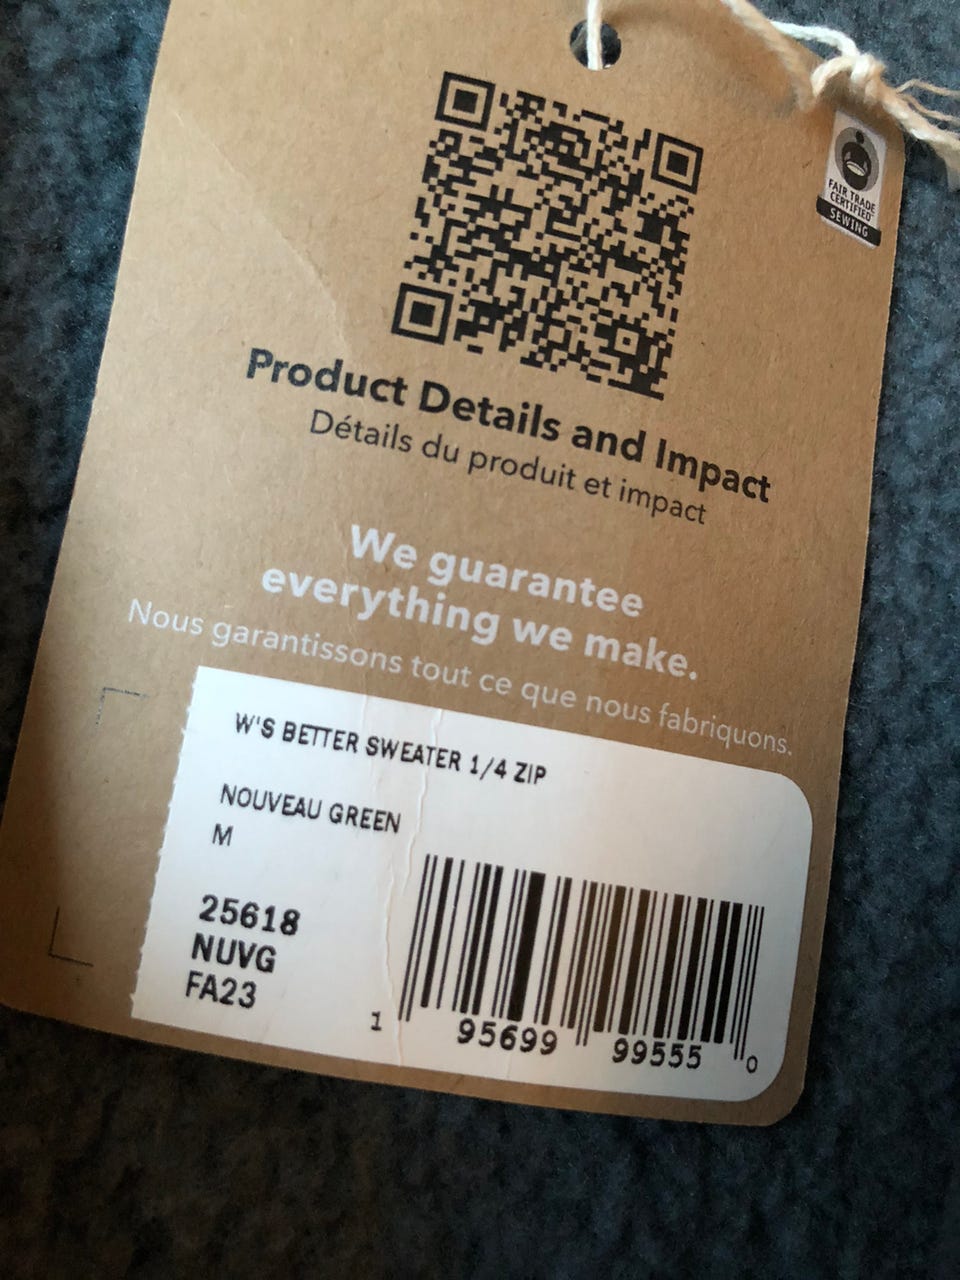 FAIR TRADE
CERTIFIED
SEWING
Product Details and Impact
Détails du produit et impact
We guarantee
everything we make.
Nous garantissons tout ce que nous fabriquons.
W'S BETTER SWEATER 1/4 ZIP
NOUVEAU GREEN
M
25618
NUVG
FA23
1 95699 99555 0